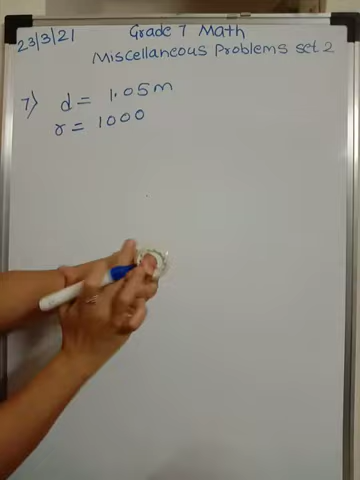 23/3/21
Grade 7 Math
Miscellaneous Problems set 2
7) d = 1.05m
r = 1000